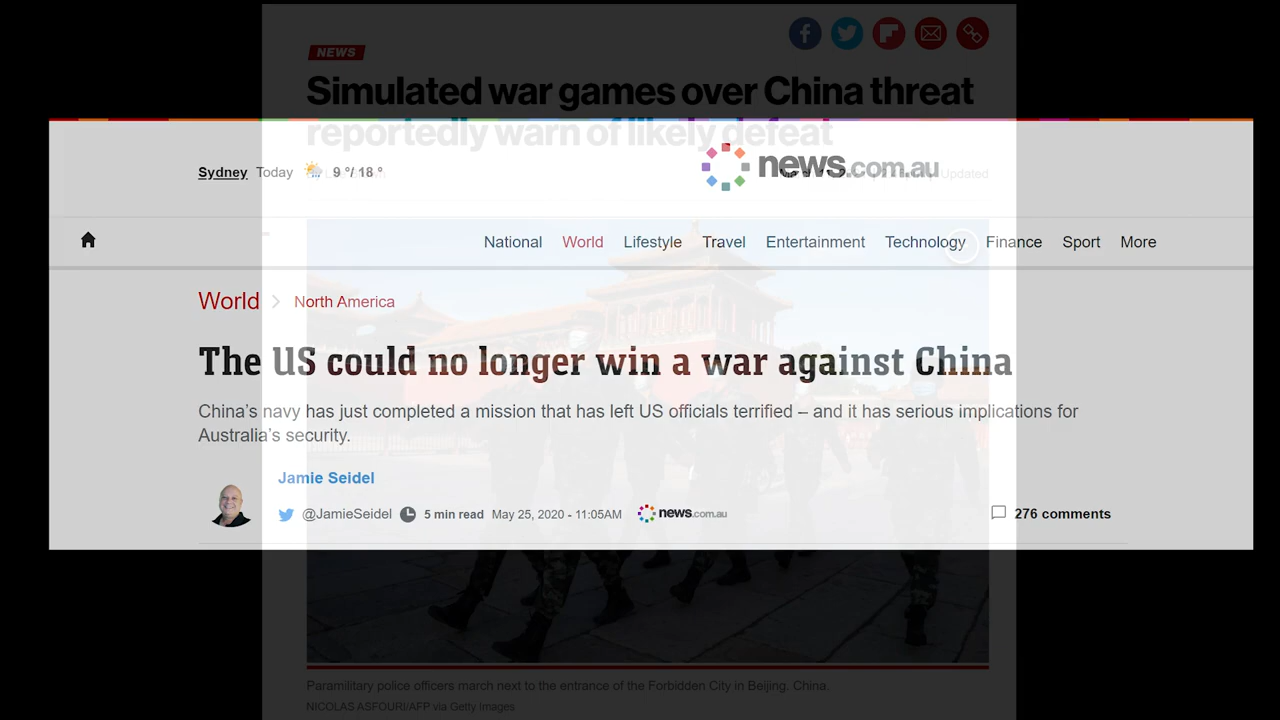 NEWS
Simulated war games over China threat
reportedly warn of likely defeat
Sydney Today 9 °/ 18 °
news.com.au
Updated
National World Lifestyle Travel Entertainment Technology Finance Sport More
World North America
The US could no longer win a war against China
China’s navy has just completed a mission that has left US officials terrified – and it has serious implications for
Australia’s security.
Jamie Seidel
@JamieSeidel 5 min read May 25, 2020 - 11:05AM news.com.au 276 comments
Paramilitary police officers march next to the entrance of the Forbidden City in Beijing, China.
NICOLAS ASFOURI/AFP via Getty Images